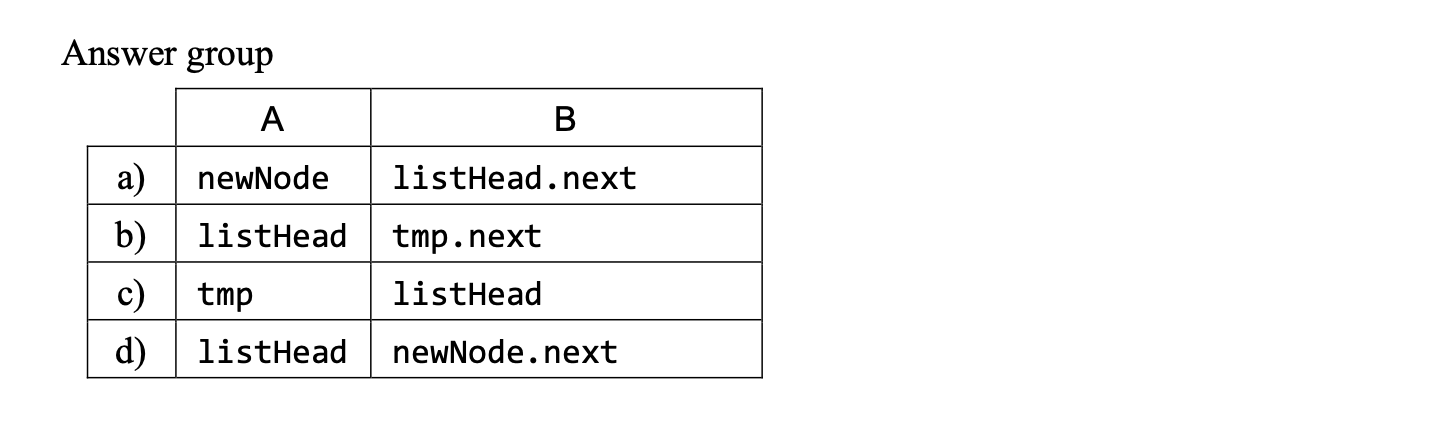 Answer group
A B
a) newNode listHead.next
b) listHead tmp.next
c) tmp listHead
d) listHead newNode.next